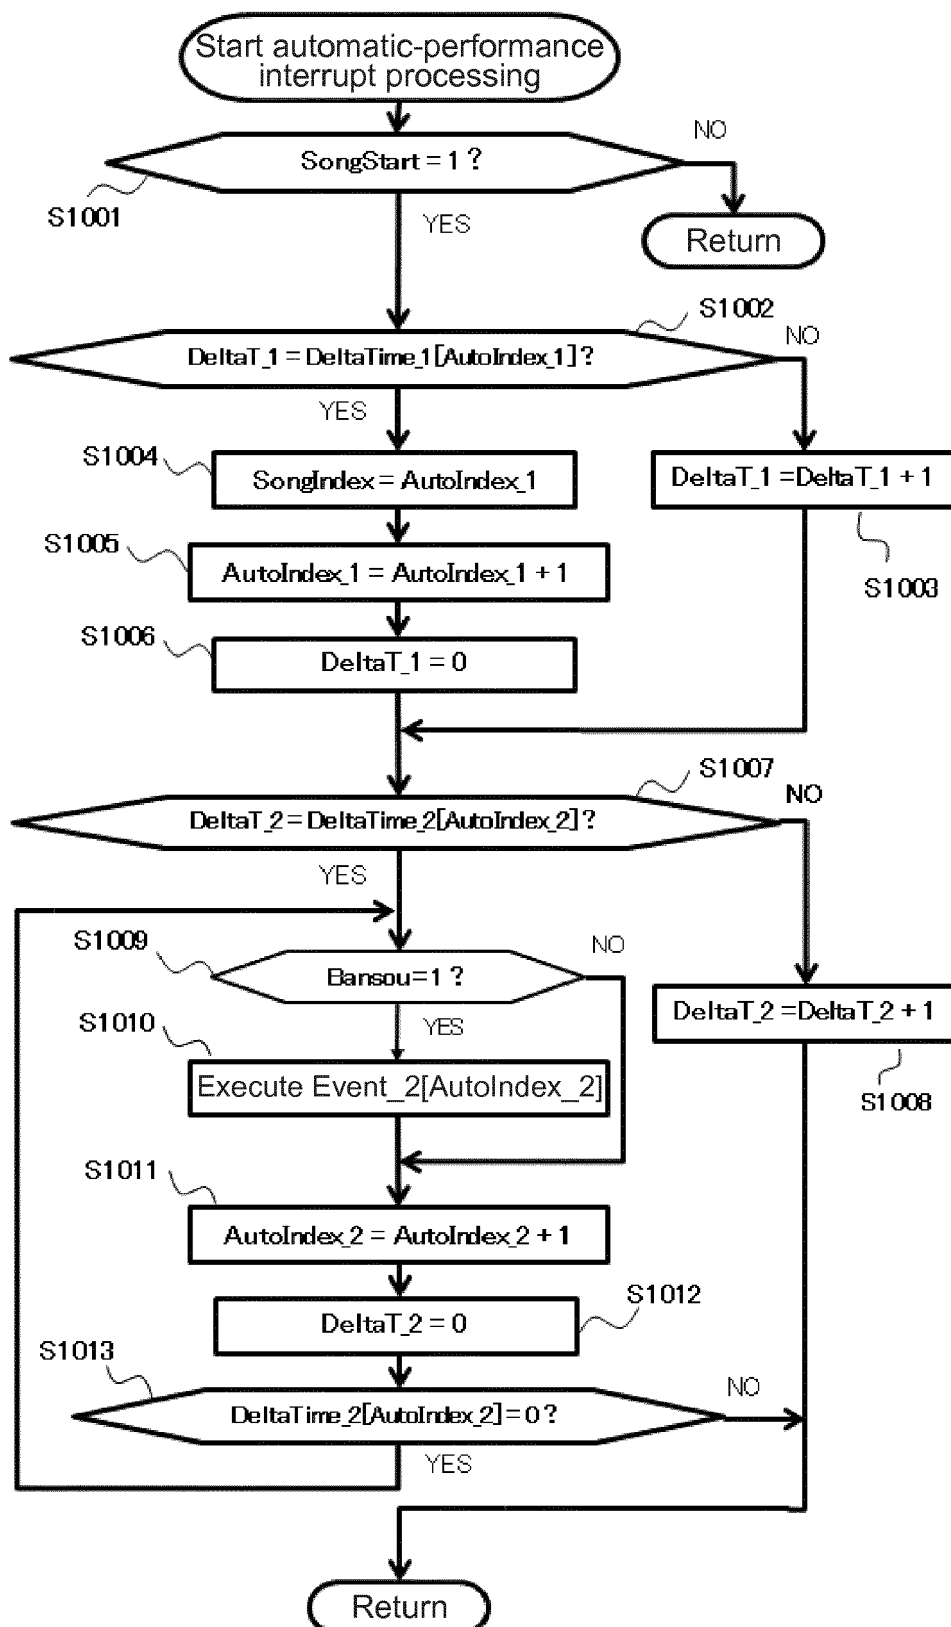 Start automatic-performance
interrupt processing
SongStart = 1 ?
NO
S1001
YES
Return
S1002
DeltaT_1 = DeltaTime_1[AutoIndex_1] ?
NO
YES
S1004
SongIndex = AutoIndex_1
DeltaT_1 =DeltaT_1 + 1
S1005
AutoIndex_1 = AutoIndex_1 + 1
S1003
S1006
DeltaT_1 = 0
S1007
DeltaT_2 = DeltaTime_2[AutoIndex_2] ?
NO
YES
S1009
NO
Bansou=1 ?
S1010
YES
DeltaT_2 =DeltaT_2 + 1
Execute Event_2[AutoIndex_2]
S1008
S1011
AutoIndex_2 = AutoIndex_2 + 1
S1012
DeltaT_2 = 0
S1013
NO
DeltaTime_2[AutoIndex_2] = 0 ?
YES
Return